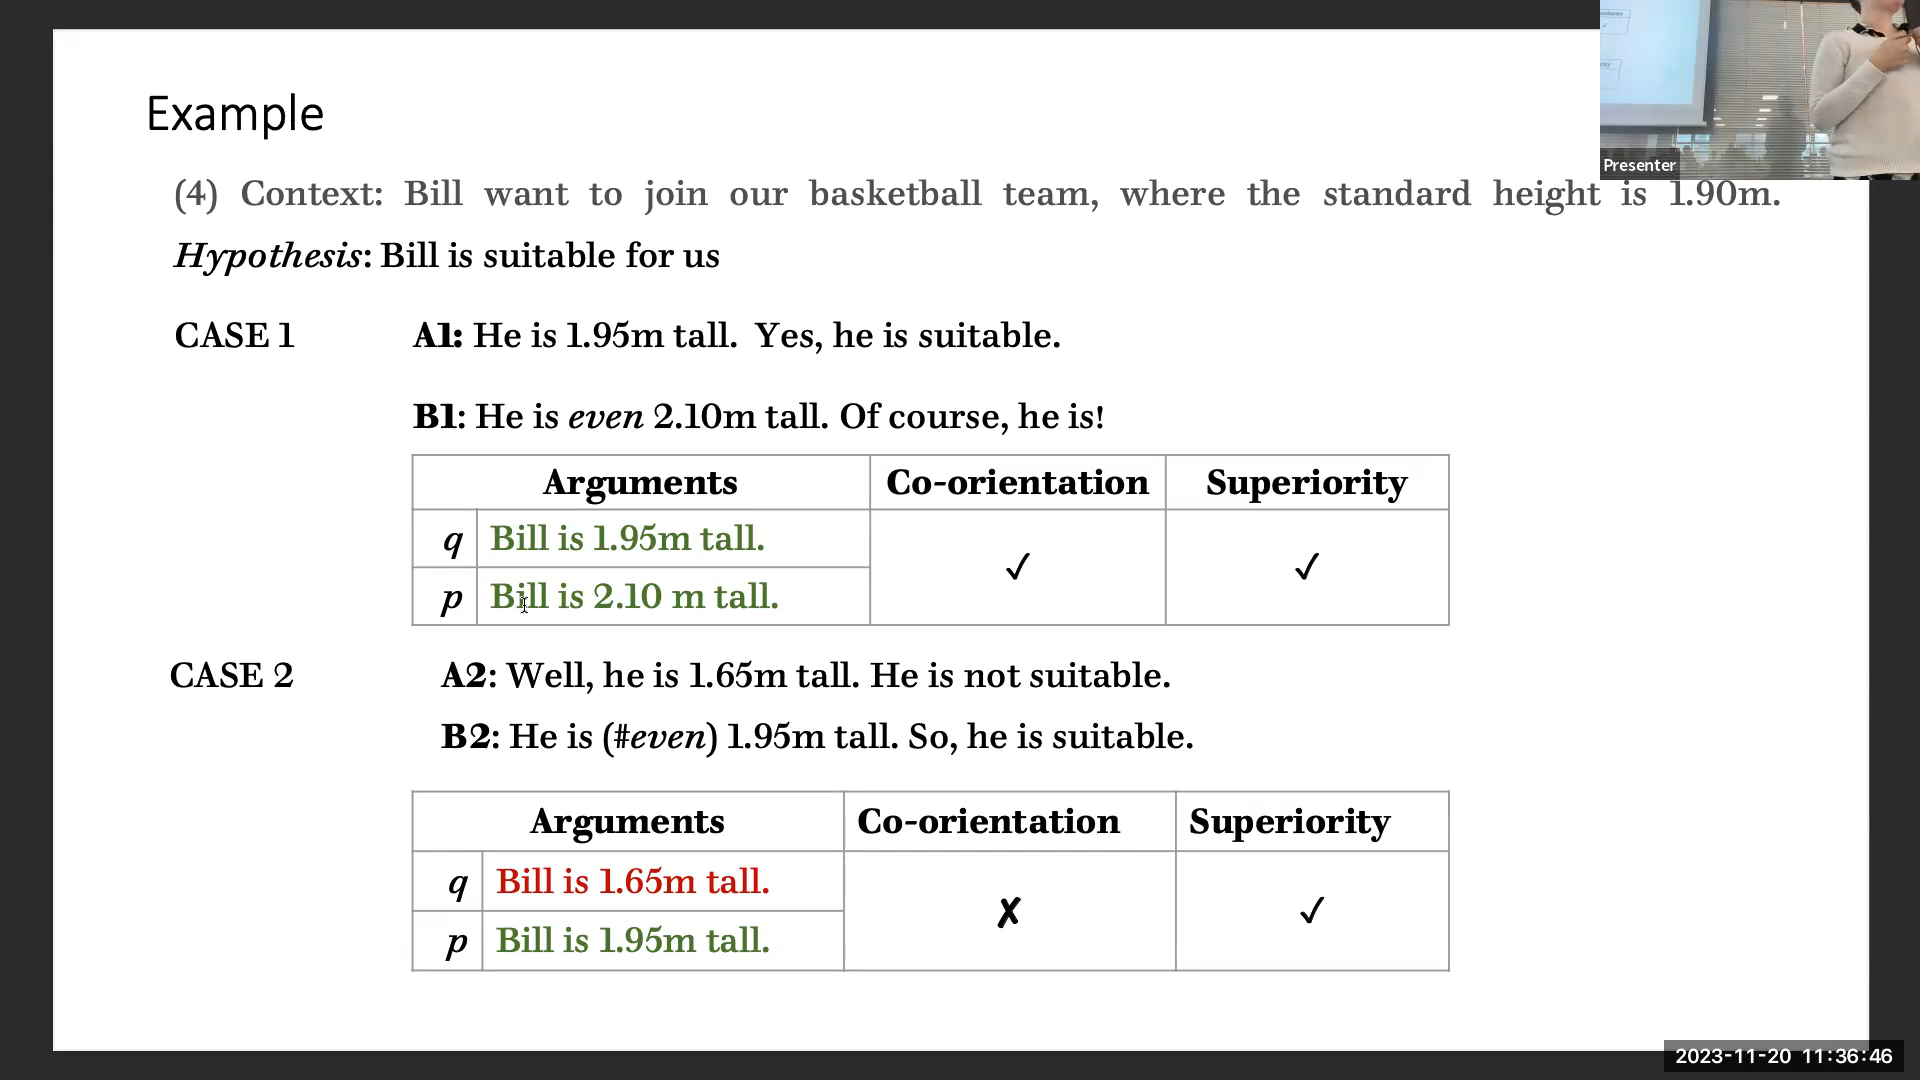 Example
Presenter
(4) Context: Bill want to join our basketball team, where the standard height is 1.90m.
Hypothesis: Bill is suitable for us
CASE 1 A1: He is 1.95m tall. Yes, he is suitable.
B1: He is even 2.10m tall. Of course, he is!
Arguments Co-orientation Superiority
q Bill is 1.95m tall.
✓ ✓
p Bill is 2.10 m tall.
CASE 2 A2: Well, he is 1.65m tall. He is not suitable.
B2: He is (#even) 1.95m tall. So, he is suitable.
Arguments Co-orientation Superiority
q Bill is 1.65m tall.
✗ ✓
p Bill is 1.95m tall.
2023-11-20 11:36:46